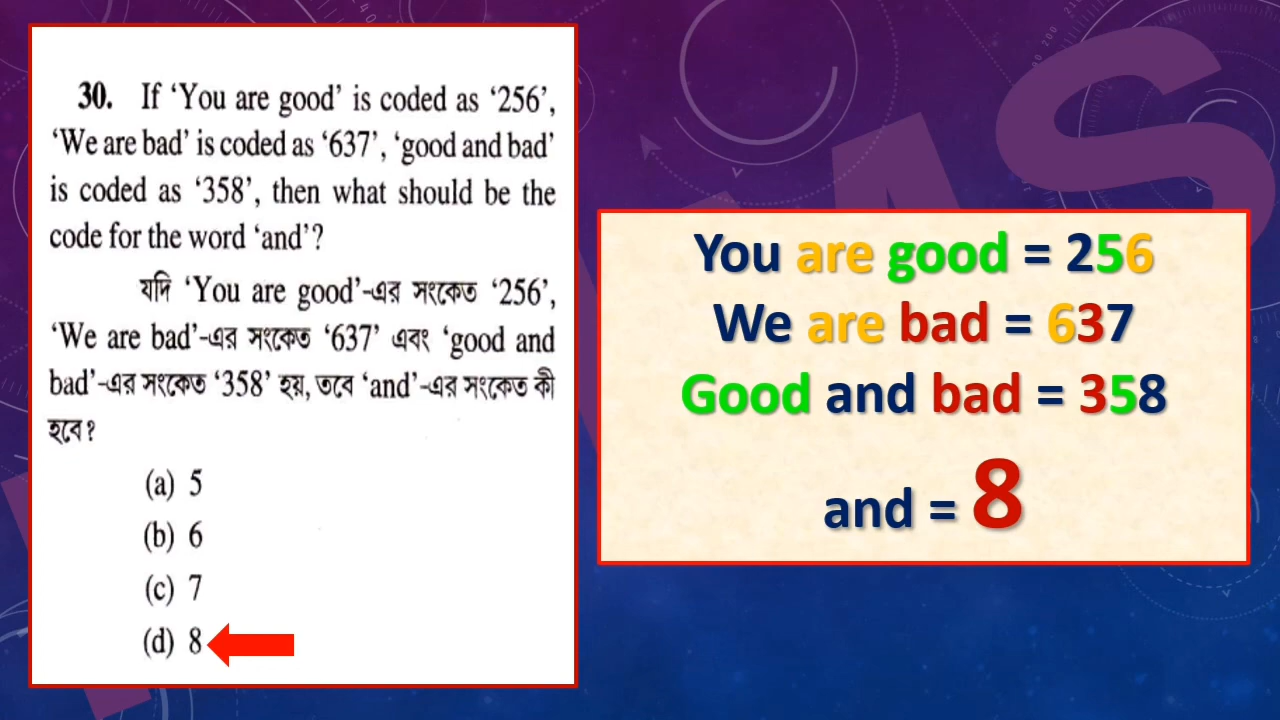 30. If ‘You are good’ is coded as ‘256’,
‘We are bad’ is coded as ‘637’, ‘good and bad’
is coded as ‘358’, then what should be the
code for the word ‘and’?
যদি ‘You are good’-এর সংকেত ‘256’,
‘We are bad’-এর সংকেত ‘637’ এবং ‘good and
bad’-এর সংকেত ‘358’ হয়, তবে ‘and’-এর সংকেত কী
হবে?
(a) 5
(b) 6
(c) 7
(d) 8
You are good = 256
We are bad = 637
Good and bad = 358
and = 8